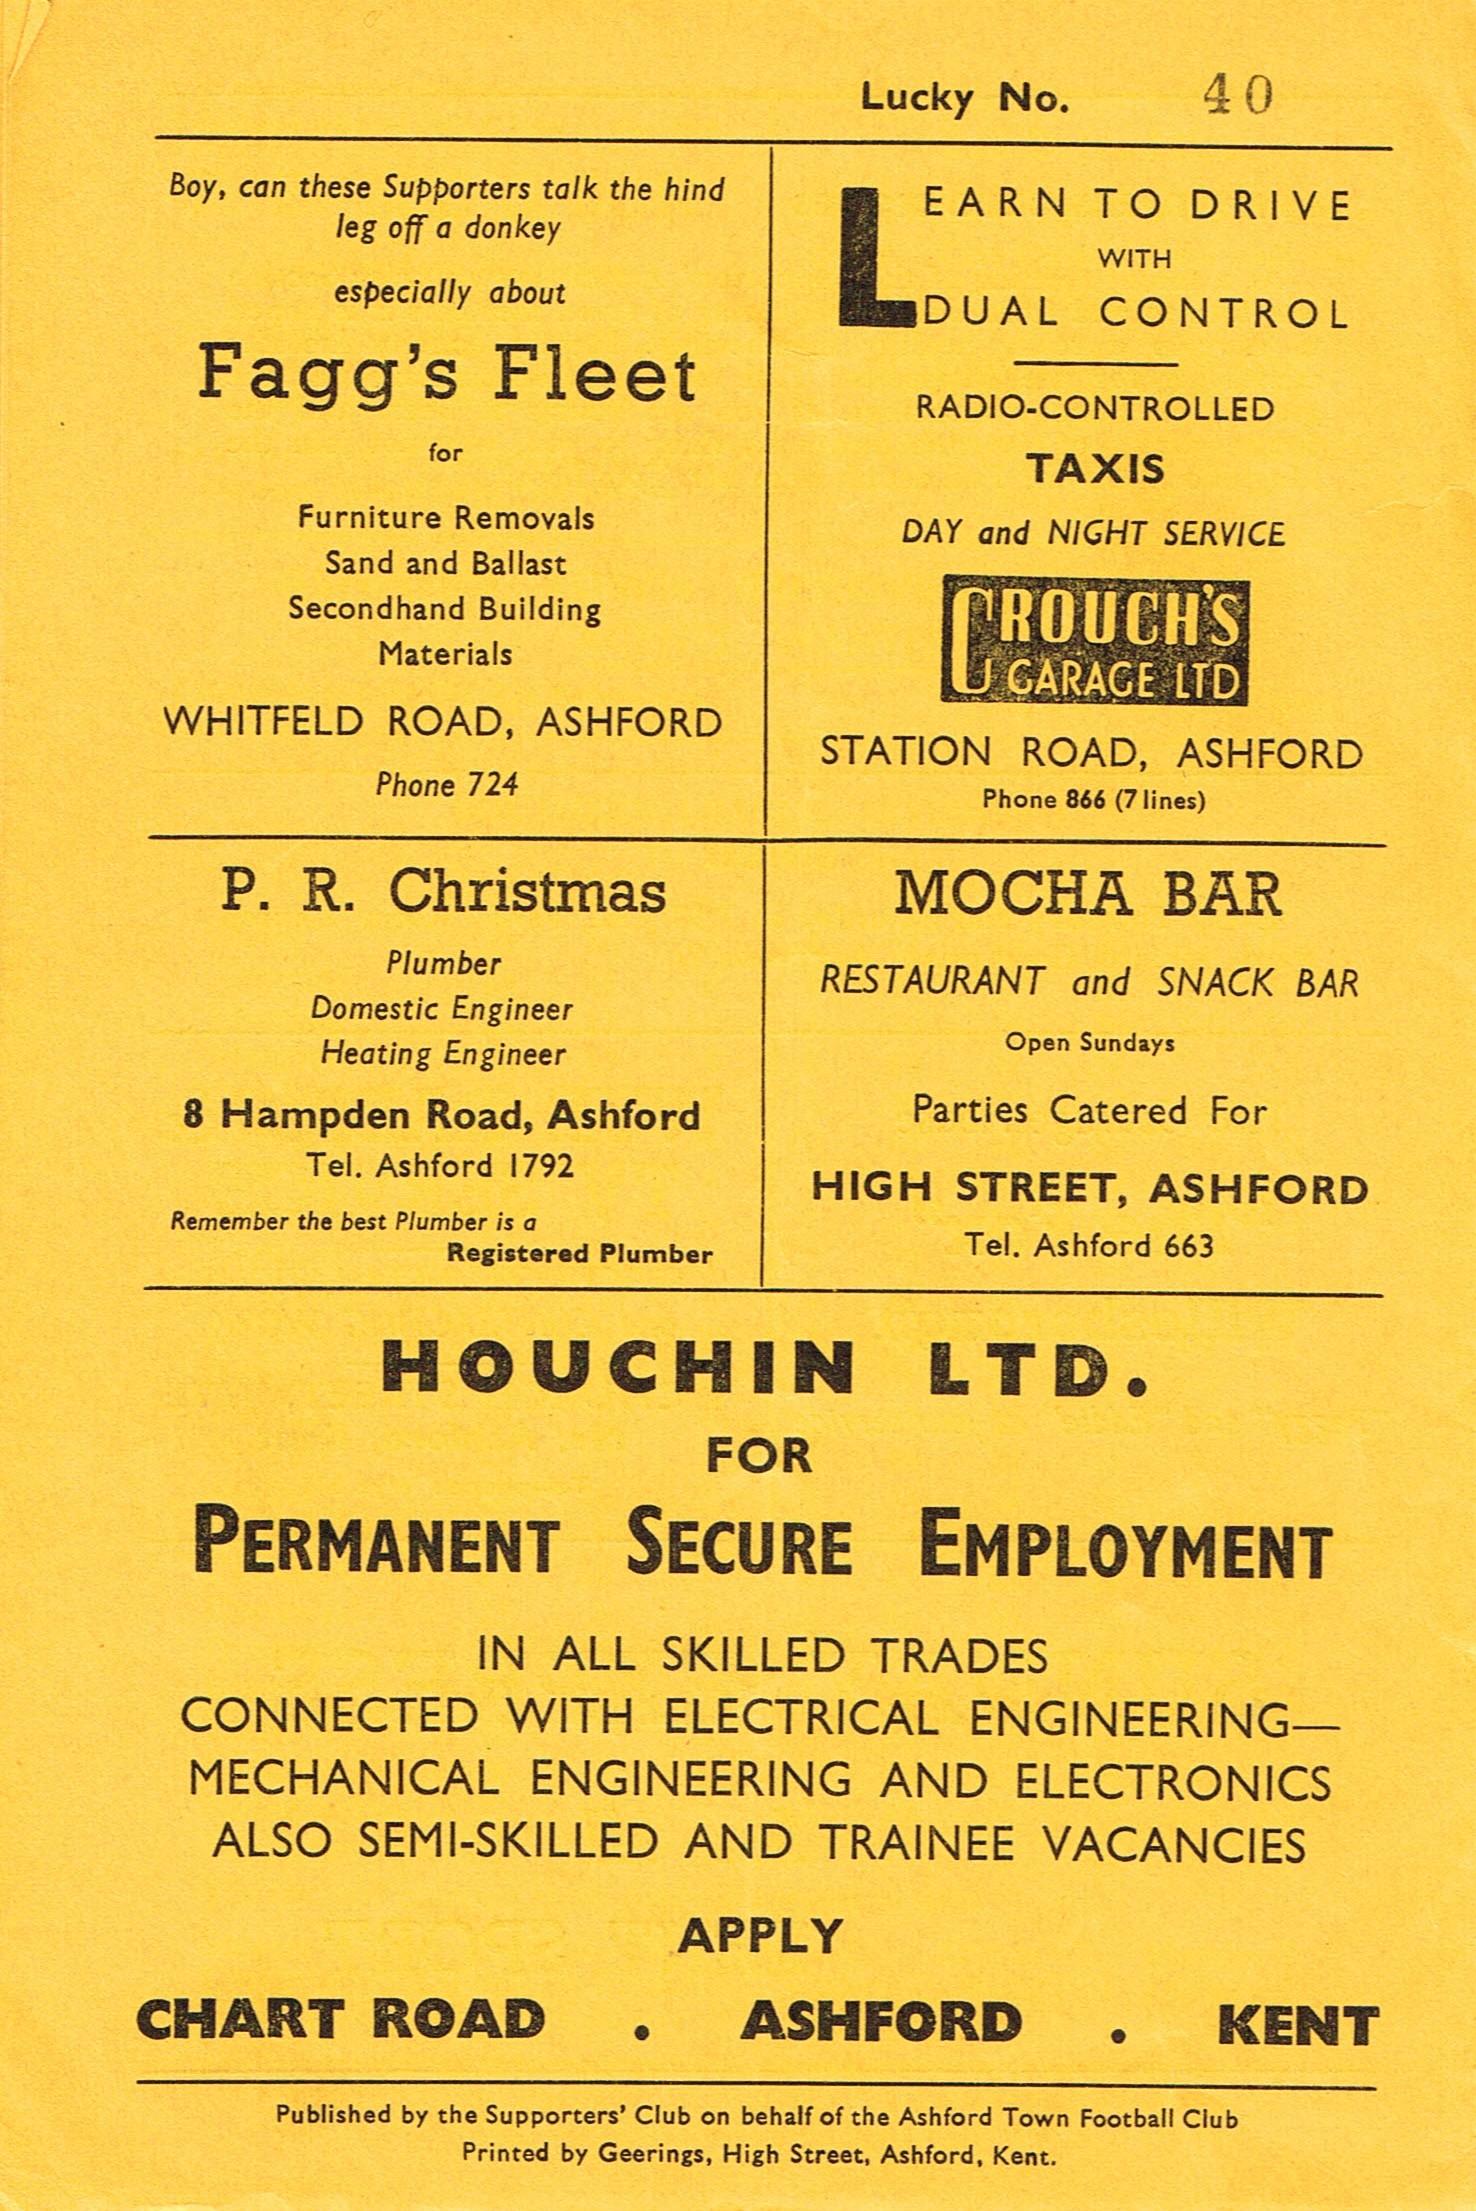 Lucky No. 40
Boy, can these Supporters talk the hind
leg off a donkey
especially about
Fagg's Fleet
for
Furniture Removals
Sand and Ballast
Secondhand Building
Materials
WHITFELD ROAD, ASHFORD
Phone 724
LEARN TO DRIVE
WITH
DUAL CONTROL
RADIO-CONTROLLED
TAXIS
DAY and NIGHT SERVICE
CROUCH'S
GARAGE LTD
STATION ROAD, ASHFORD
Phone 866 (7 lines)
P. R. Christmas
Plumber
Domestic Engineer
Heating Engineer
8 Hampden Road, Ashford
Tel. Ashford 1792
Remember the best Plumber is a
Registered Plumber
MOCHA BAR
RESTAURANT and SNACK BAR
Open Sundays
Parties Catered For
HIGH STREET, ASHFORD
Tel. Ashford 663
HOUCHIN LTD.
FOR
PERMANENT SECURE EMPLOYMENT
IN ALL SKILLED TRADES
CONNECTED WITH ELECTRICAL ENGINEERING—
MECHANICAL ENGINEERING AND ELECTRONICS
ALSO SEMI-SKILLED AND TRAINEE VACANCIES
APPLY
CHART ROAD . ASHFORD . KENT
Published by the Supporters' Club on behalf of the Ashford Town Football Club
Printed by Geerings, High Street, Ashford, Kent.